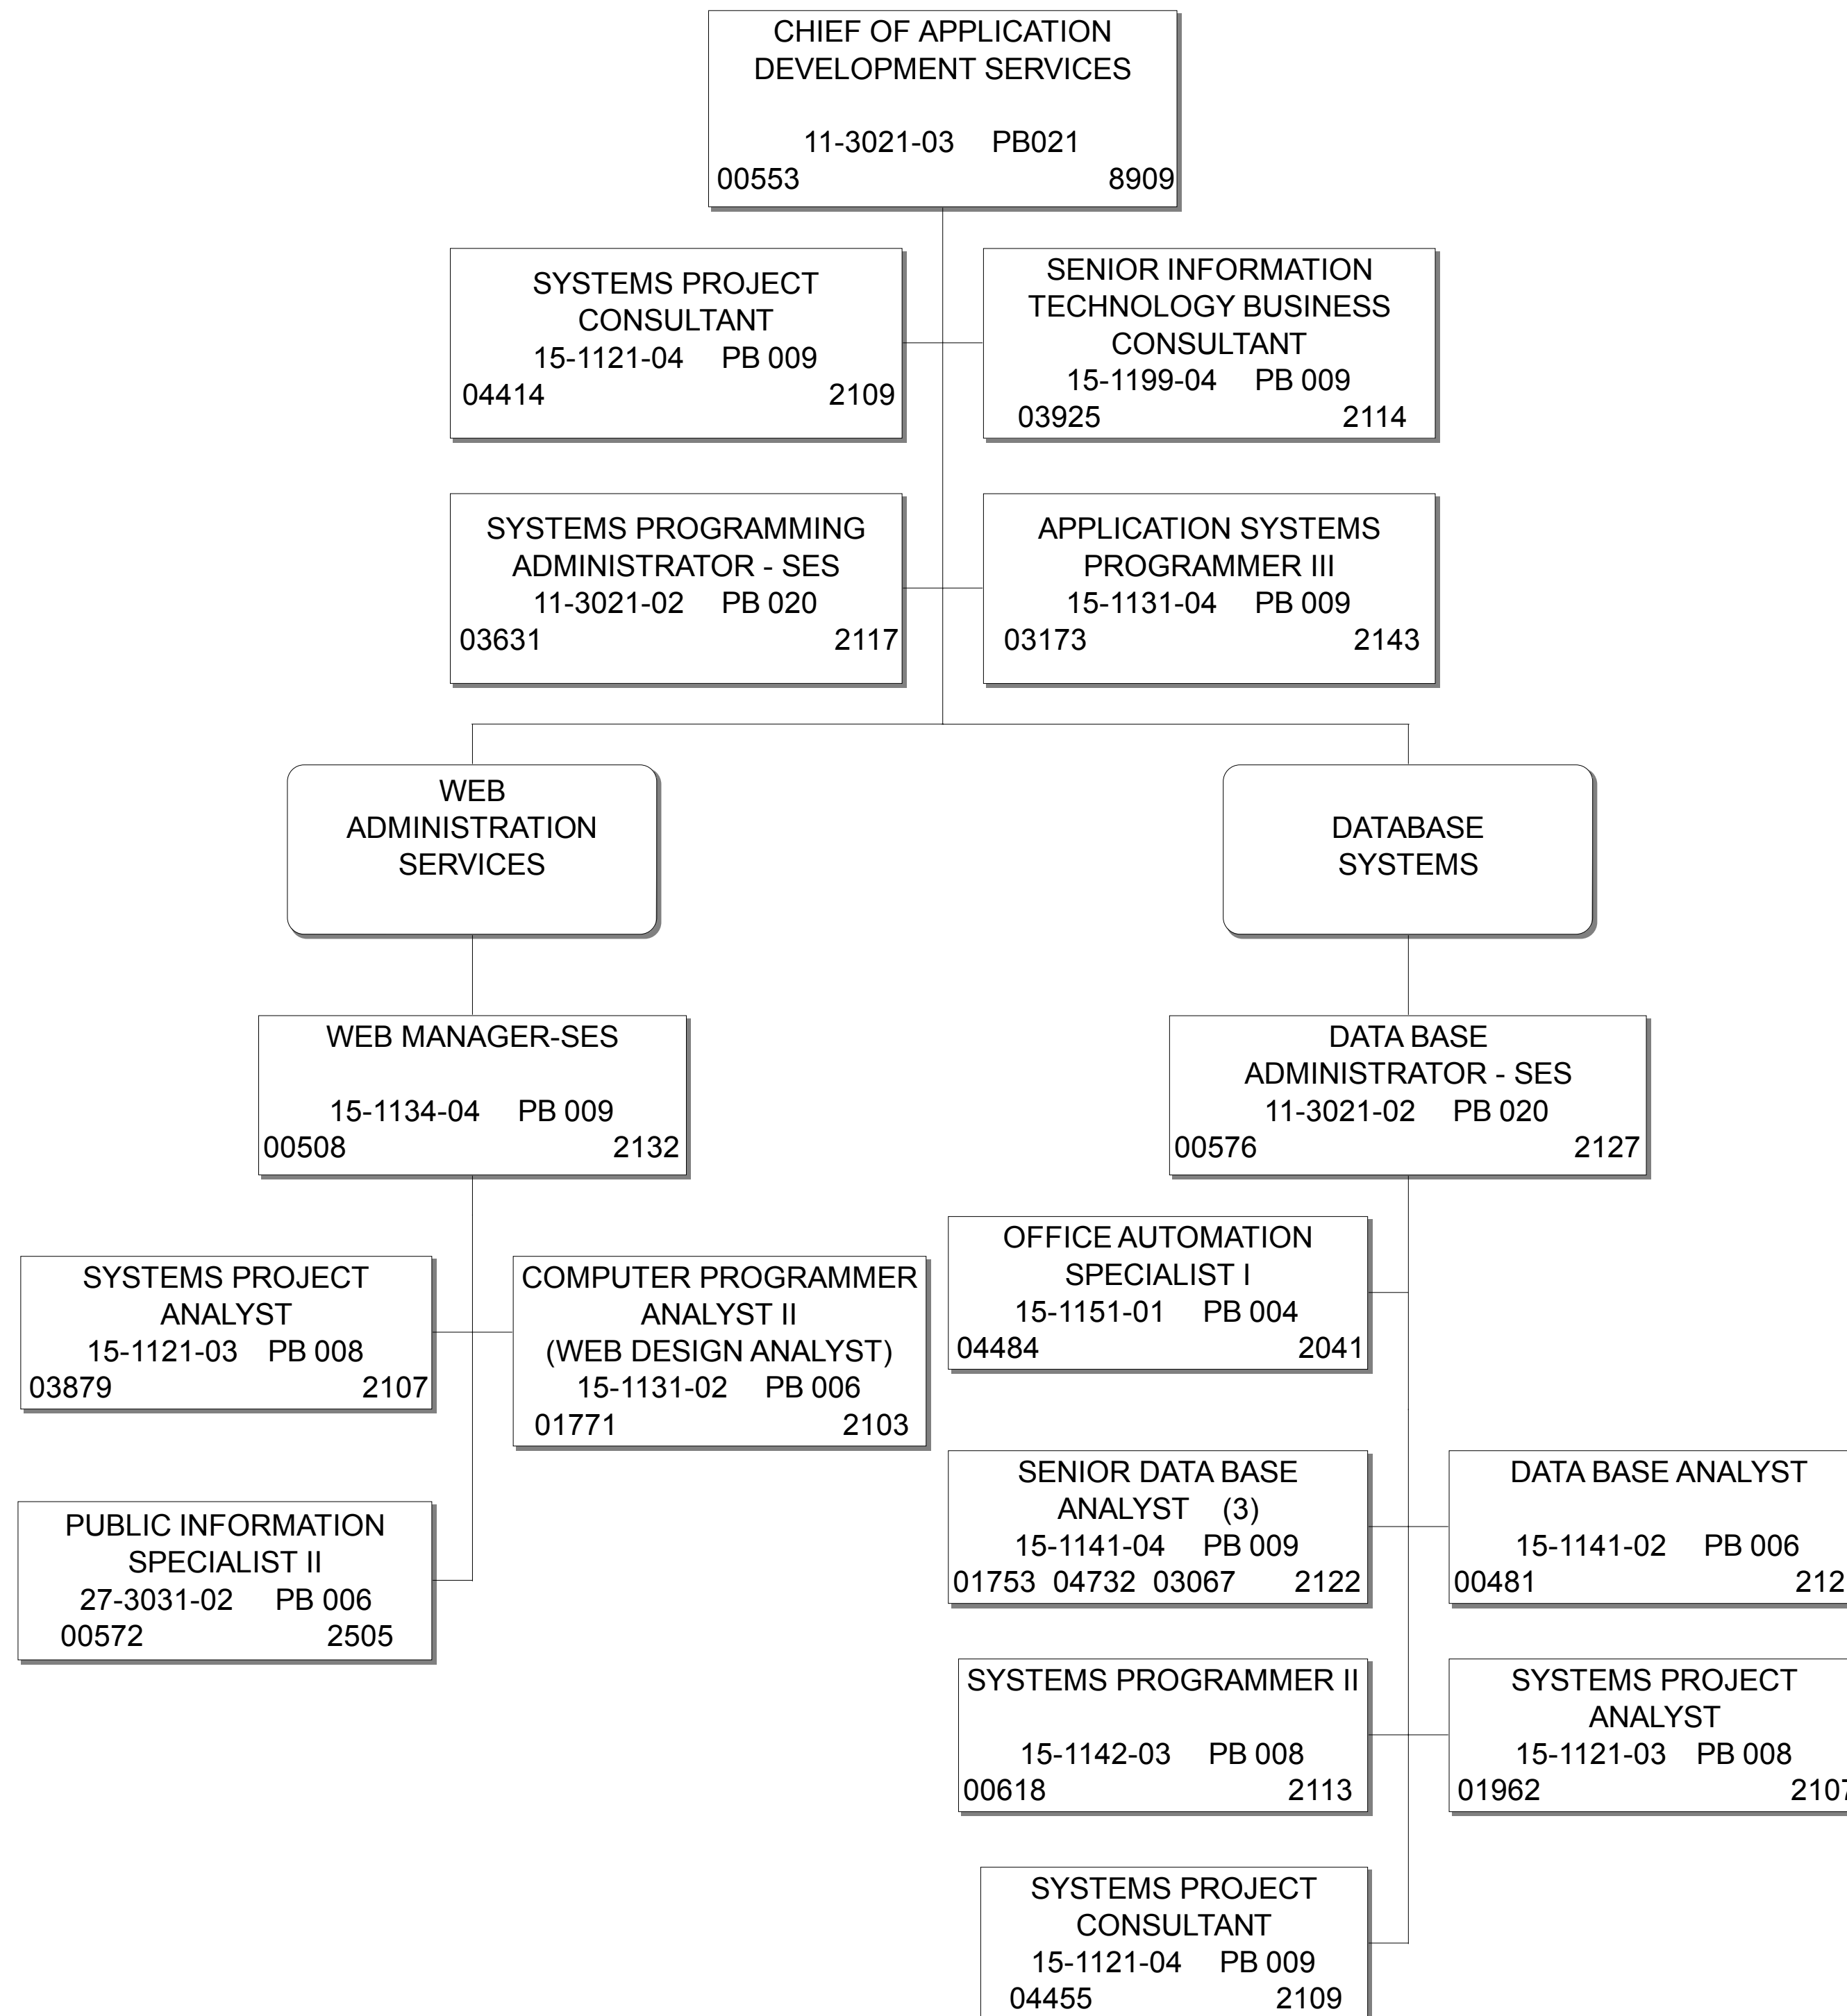 CHIEF OF APPLICATION
DEVELOPMENT SERVICES
11-3021-03 PB021
00553 8909
SYSTEMS PROJECT
CONSULTANT
15-1121-04 PB 009
04414 2109
SENIOR INFORMATION
TECHNOLOGY BUSINESS
CONSULTANT
15-1199-04 PB 009
03925 2114
SYSTEMS PROGRAMMING
ADMINISTRATOR - SES
11-3021-02 PB 020
03631 2117
APPLICATION SYSTEMS
PROGRAMMER III
15-1131-04 PB 009
03173 2143
WEB
ADMINISTRATION
SERVICES
DATABASE
SYSTEMS
WEB MANAGER-SES
15-1134-04 PB 009
00508 2132
DATA BASE
ADMINISTRATOR - SES
11-3021-02 PB 020
00576 2127
SYSTEMS PROJECT
ANALYST
15-1121-03 PB 008
03879 2107
COMPUTER PROGRAMMER
ANALYST II
(WEB DESIGN ANALYST)
15-1131-02 PB 006
01771 2103
PUBLIC INFORMATION
SPECIALIST II
27-3031-02 PB 006
00572 2505
OFFICE AUTOMATION
SPECIALIST I
15-1151-01 PB 004
04484 2041
SENIOR DATA BASE
ANALYST (3)
15-1141-04 PB 009
01753 04732 03067 2122
DATA BASE ANALYST
15-1141-02 PB 006
00481 212
SYSTEMS PROGRAMMER II
15-1142-03 PB 008
00618 2113
SYSTEMS PROJECT
ANALYST
15-1121-03 PB 008
01962 2107
SYSTEMS PROJECT
CONSULTANT
15-1121-04 PB 009
04455 2109